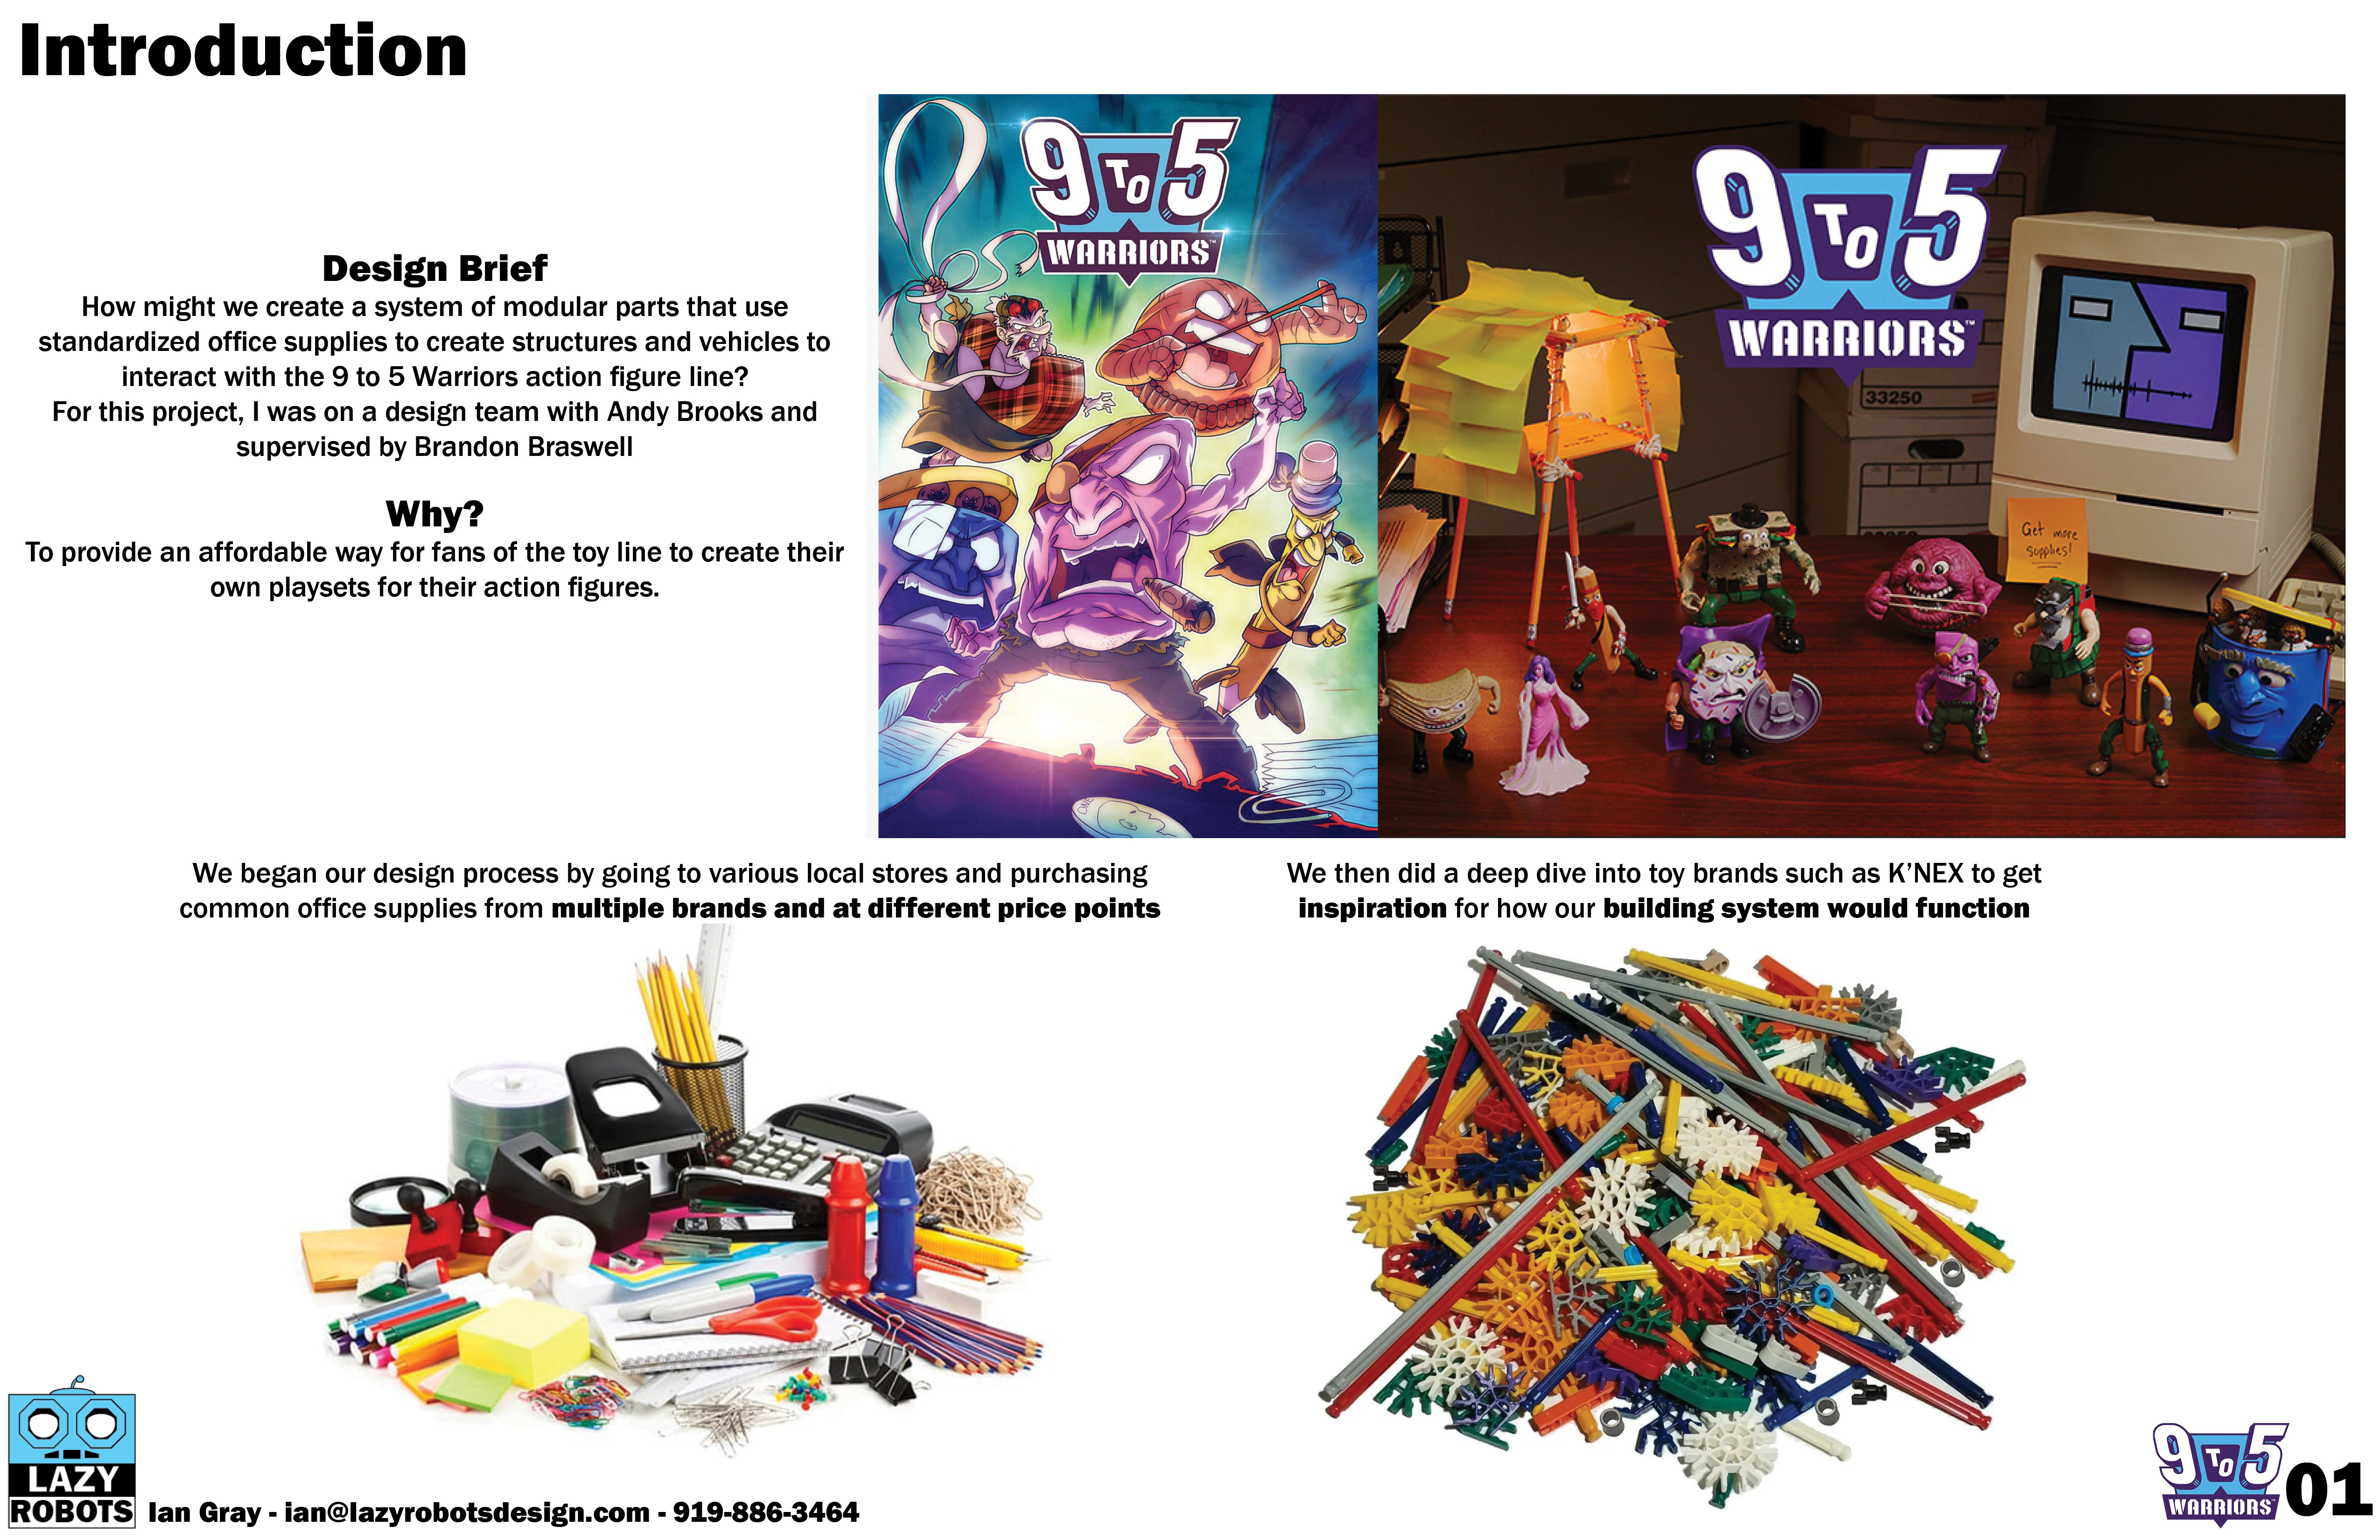 Introduction
Design Brief
How might we create a system of modular parts that use
standardized office supplies to create structures and vehicles to
interact with the 9 to 5 Warriors action figure line?
For this project, I was on a design team with Andy Brooks and
supervised by Brandon Braswell
Why?
To provide an affordable way for fans of the toy line to create their
own playsets for their action figures.
9 TO 5
WARRIORS™
ONE
9 TO 5
WARRIORS™
33250
Get more
supplies!
We began our design process by going to various local stores and purchasing
common office supplies from multiple brands and at different price points
We then did a deep dive into toy brands such as K’NEX to get
inspiration for how our building system would function
LAZY
ROBOTS
Ian Gray - ian@lazyrobotsdesign.com - 919-886-3464
9 TO 5
WARRIORS™
01